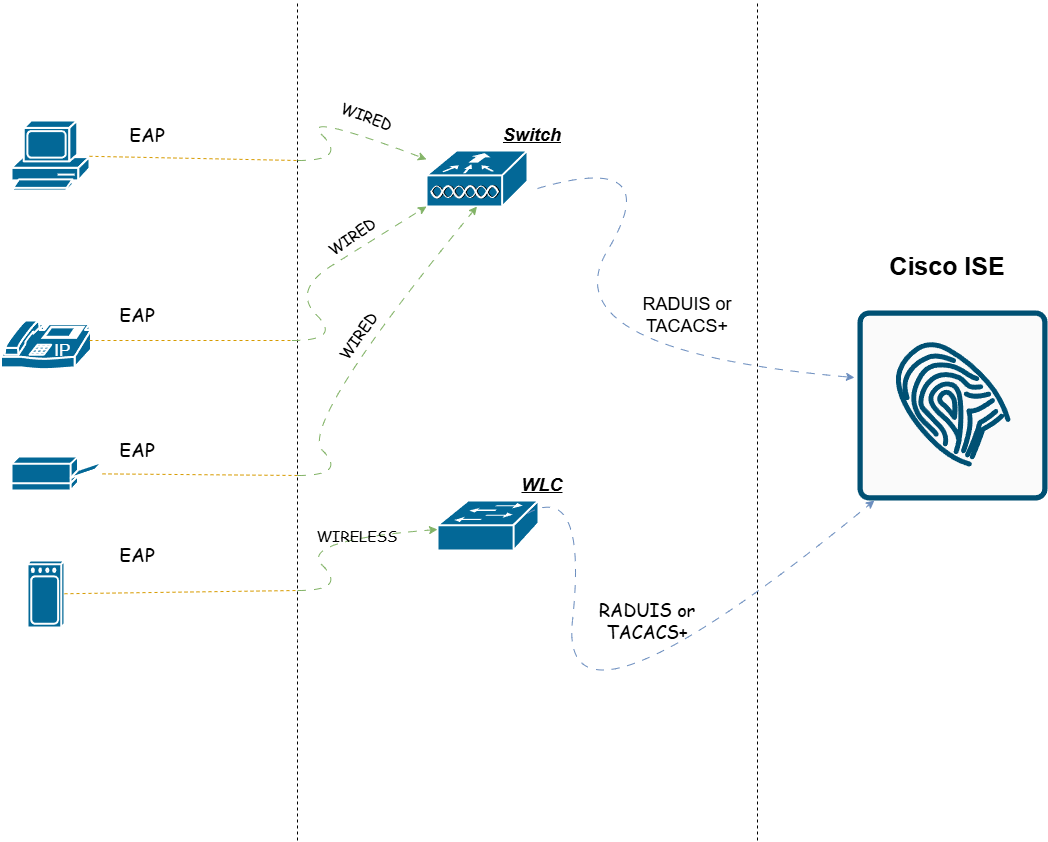 WIRED
EAP
Switch
WIRED
Cisco ISE
RADUIS or
TACACS+
EAP
IP
WIRED
EAP
WLC
WIRELESS
EAP
RADUIS or
TACACS+